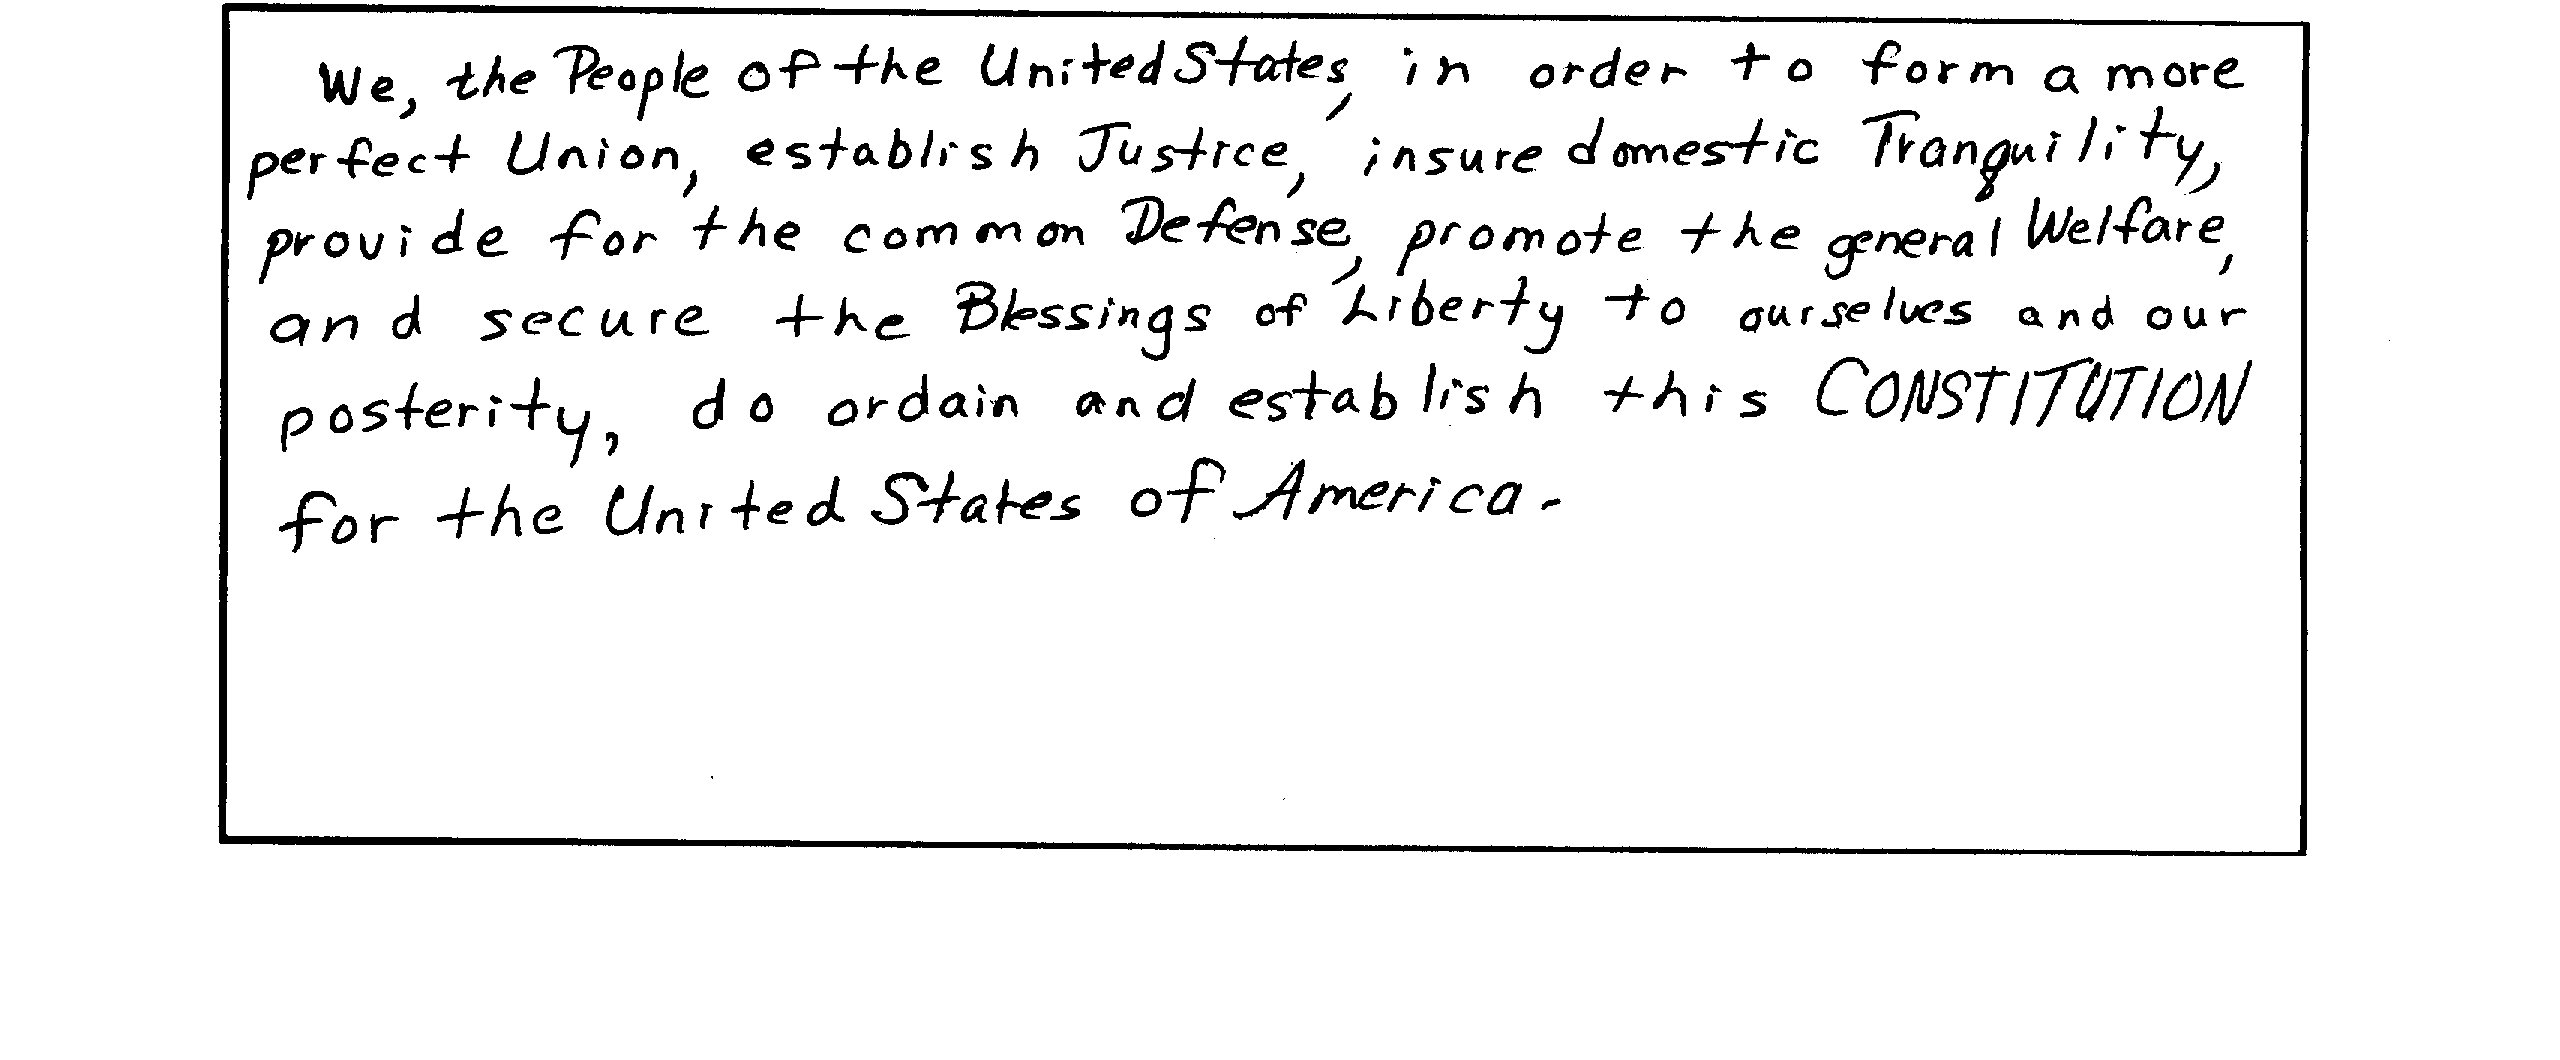 We, the People of the United States, in order to form a more
perfect Union, establish Justice, insure domestic Tranquility,
provide for the common Defense, promote the general Welfare,
and secure the Blessings of Liberty to ourselves and our
posterity, do ordain and establish this CONSTITUTION
for the United States of America.